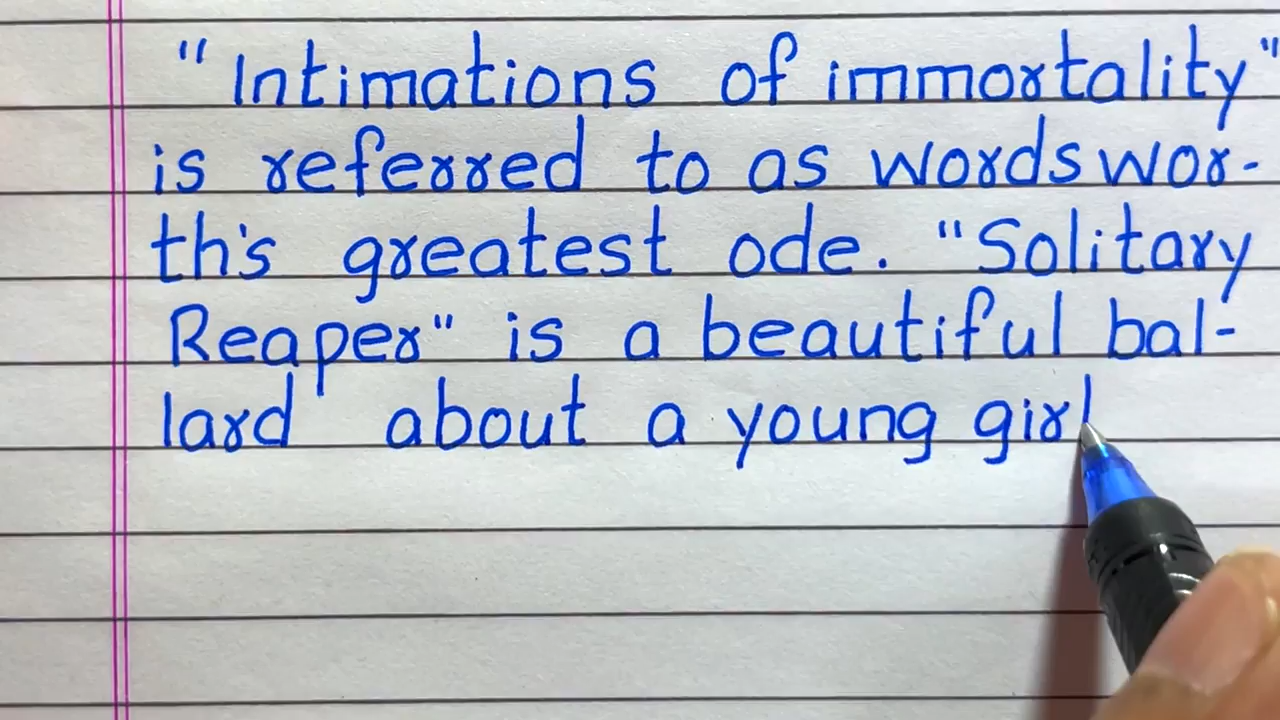 "Intimations of immortality"
is referred to as wordswor-
th's greatest ode. "Solitary
Reaper" is a beautiful bal-
lard about a young girl